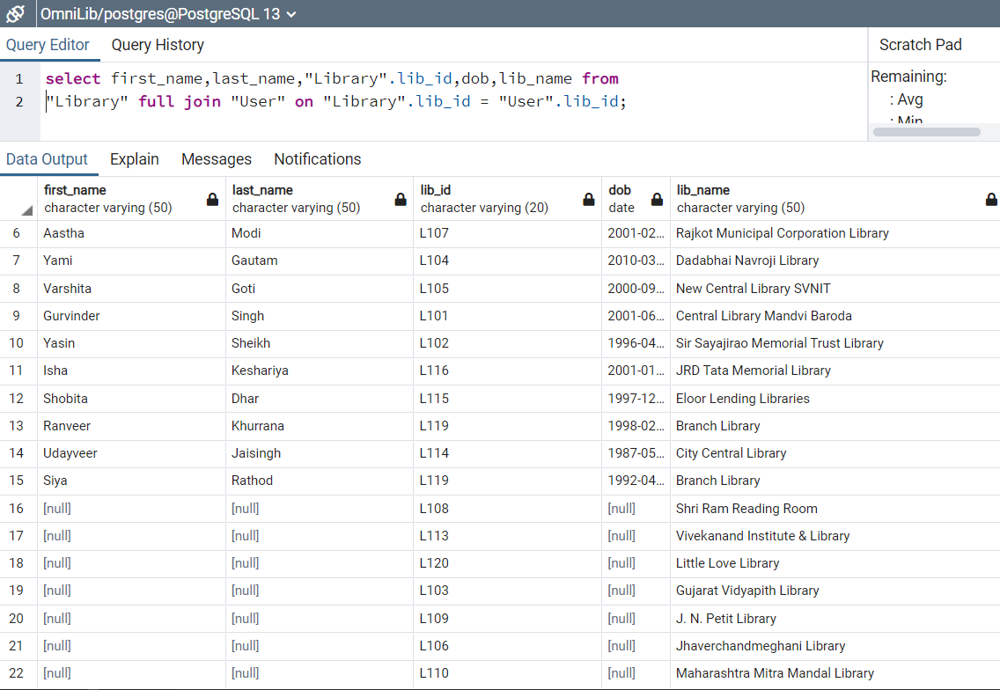 OmniLib/postgres@PostgreSQL 13
Query Editor Query History Scratch Pad
1 select first_name,last_name,"Library".lib_id,dob,lib_name from
2 "Library" full join "User" on "Library".lib_id = "User".lib_id;
Remaining:
: Avg
: Min
Data Output Explain Messages Notifications
first_name last_name lib_id dob lib_name
character varying (50) character varying (50) character varying (20) date character varying (50)
6 Aastha Modi L107 2001-02... Rajkot Municipal Corporation Library
7 Yami Gautam L104 2010-03... Dadabhai Navroji Library
8 Varshita Goti L105 2000-09... New Central Library SVNIT
9 Gurvinder Singh L101 2001-06... Central Library Mandvi Baroda
10 Yasin Sheikh L102 1996-04... Sir Sayajirao Memorial Trust Library
11 Isha Keshariya L116 2001-01... JRD Tata Memorial Library
12 Shobita Dhar L115 1997-12... Eloor Lending Libraries
13 Ranveer Khurrana L119 1998-02... Branch Library
14 Udayveer Jaisingh L114 1987-05... City Central Library
15 Siya Rathod L119 1992-04... Branch Library
16 [null] [null] L108 [null] Shri Ram Reading Room
17 [null] [null] L113 [null] Vivekanand Institute & Library
18 [null] [null] L120 [null] Little Love Library
19 [null] [null] L103 [null] Gujarat Vidyapith Library
20 [null] [null] L109 [null] J. N. Petit Library
21 [null] [null] L106 [null] Jhaverchandmeghani Library
22 [null] [null] L110 [null] Maharashtra Mitra Mandal Library